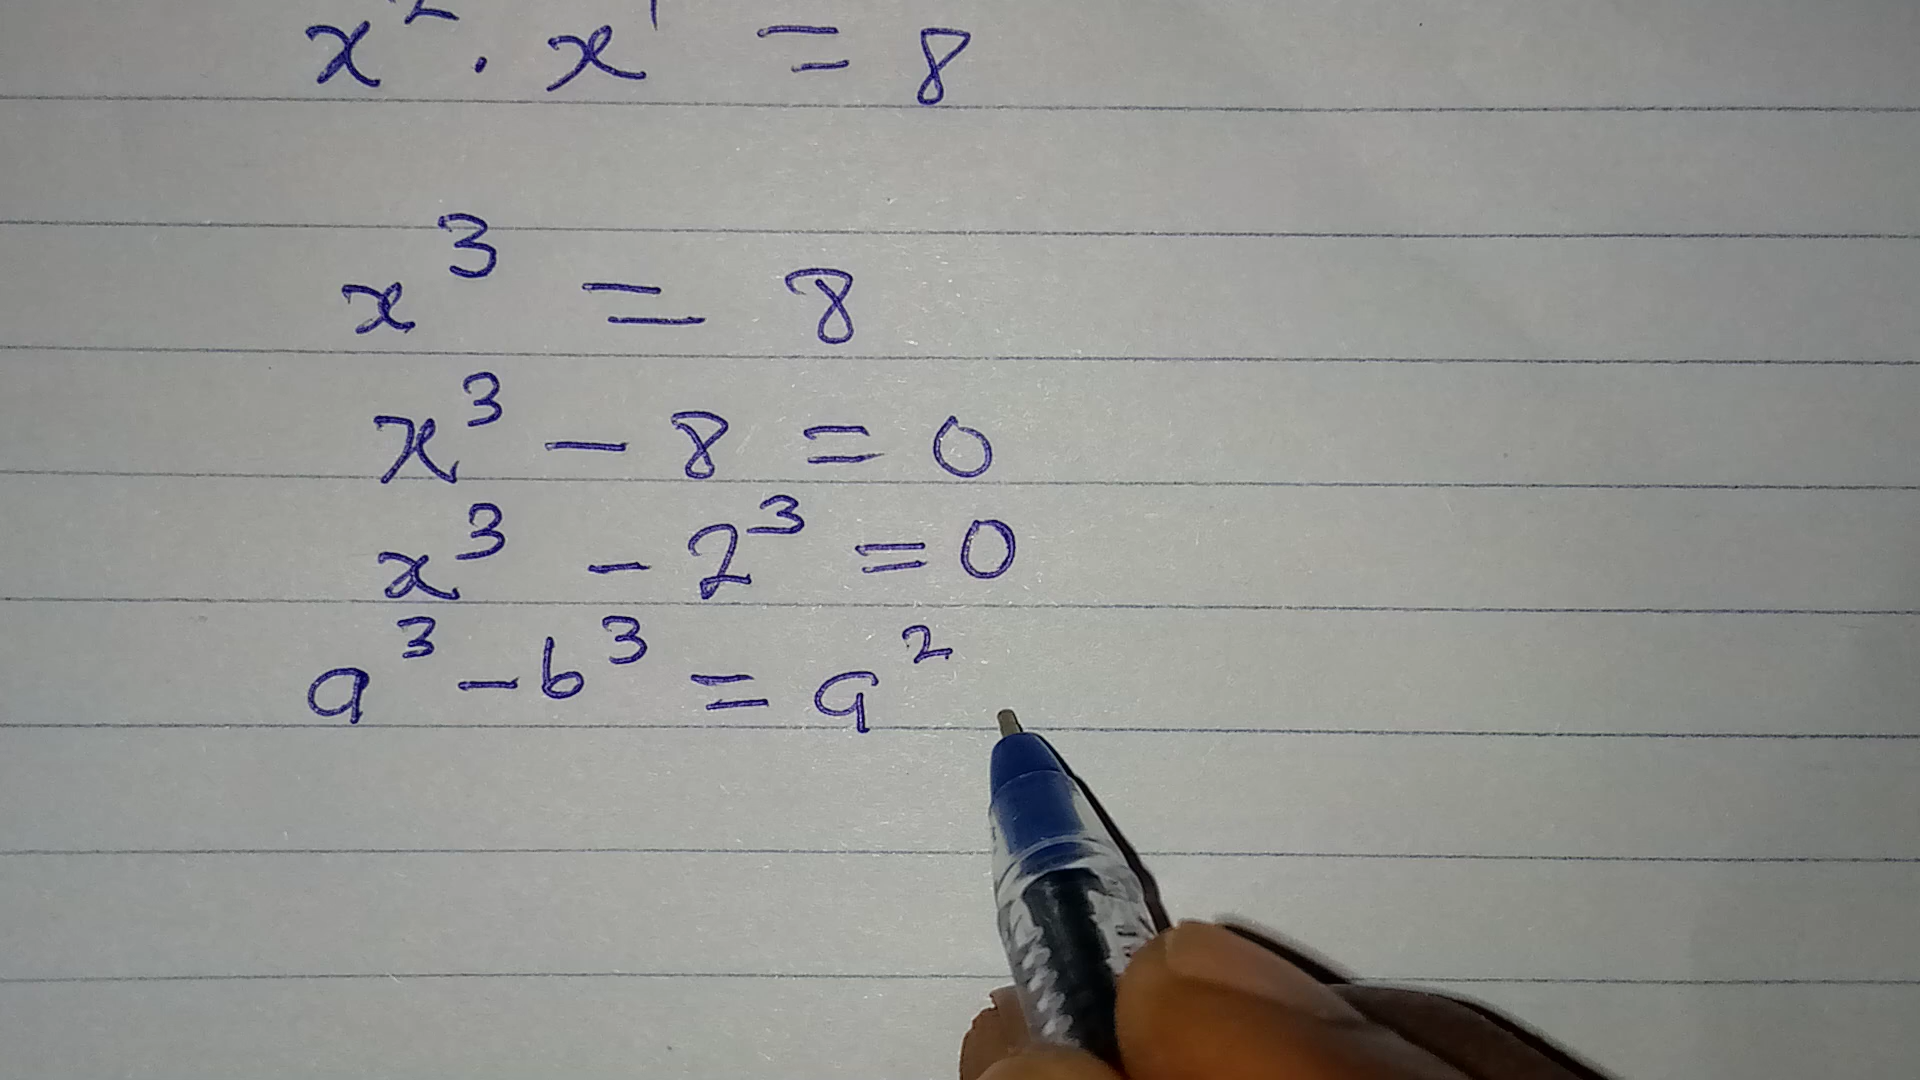 x² · x¹ = 8
x³ = 8
x³ - 8 = 0
x³ - 2³ = 0
a³ - b³ = a²